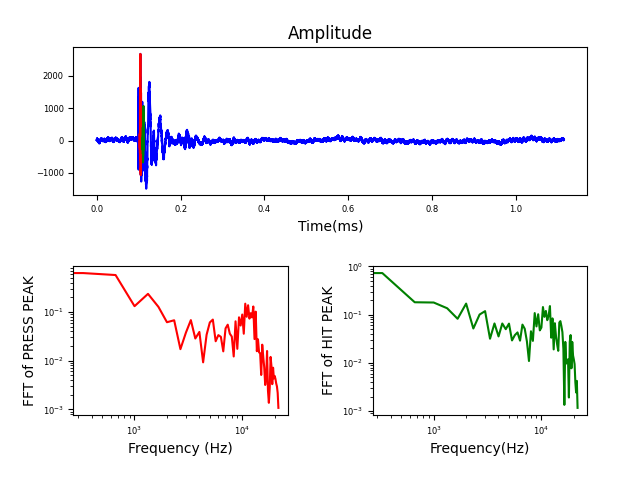 Amplitude
2000
1000
0
−1000
0.0 0.2 0.4 0.6 0.8 1.0
Time(ms)
FFT of PRESS PEAK
10⁻¹
10⁻²
10⁻³
10³ 10⁴
Frequency (Hz)
FFT of HIT PEAK
10⁰
10⁻¹
10⁻²
10⁻³
10³ 10⁴
Frequency(Hz)